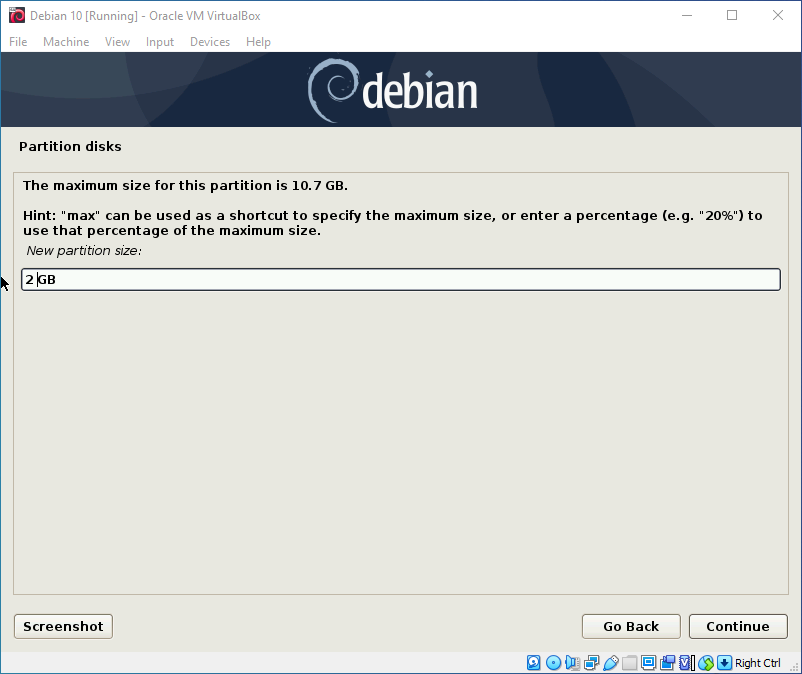 Debian 10 [Running] - Oracle VM VirtualBox
File Machine View Input Devices Help
debian
Partition disks
The maximum size for this partition is 10.7 GB.
Hint: "max" can be used as a shortcut to specify the maximum size, or enter a percentage (e.g. "20%") to
use that percentage of the maximum size.
New partition size:
2 GB
Screenshot Go Back Continue
Right Ctrl